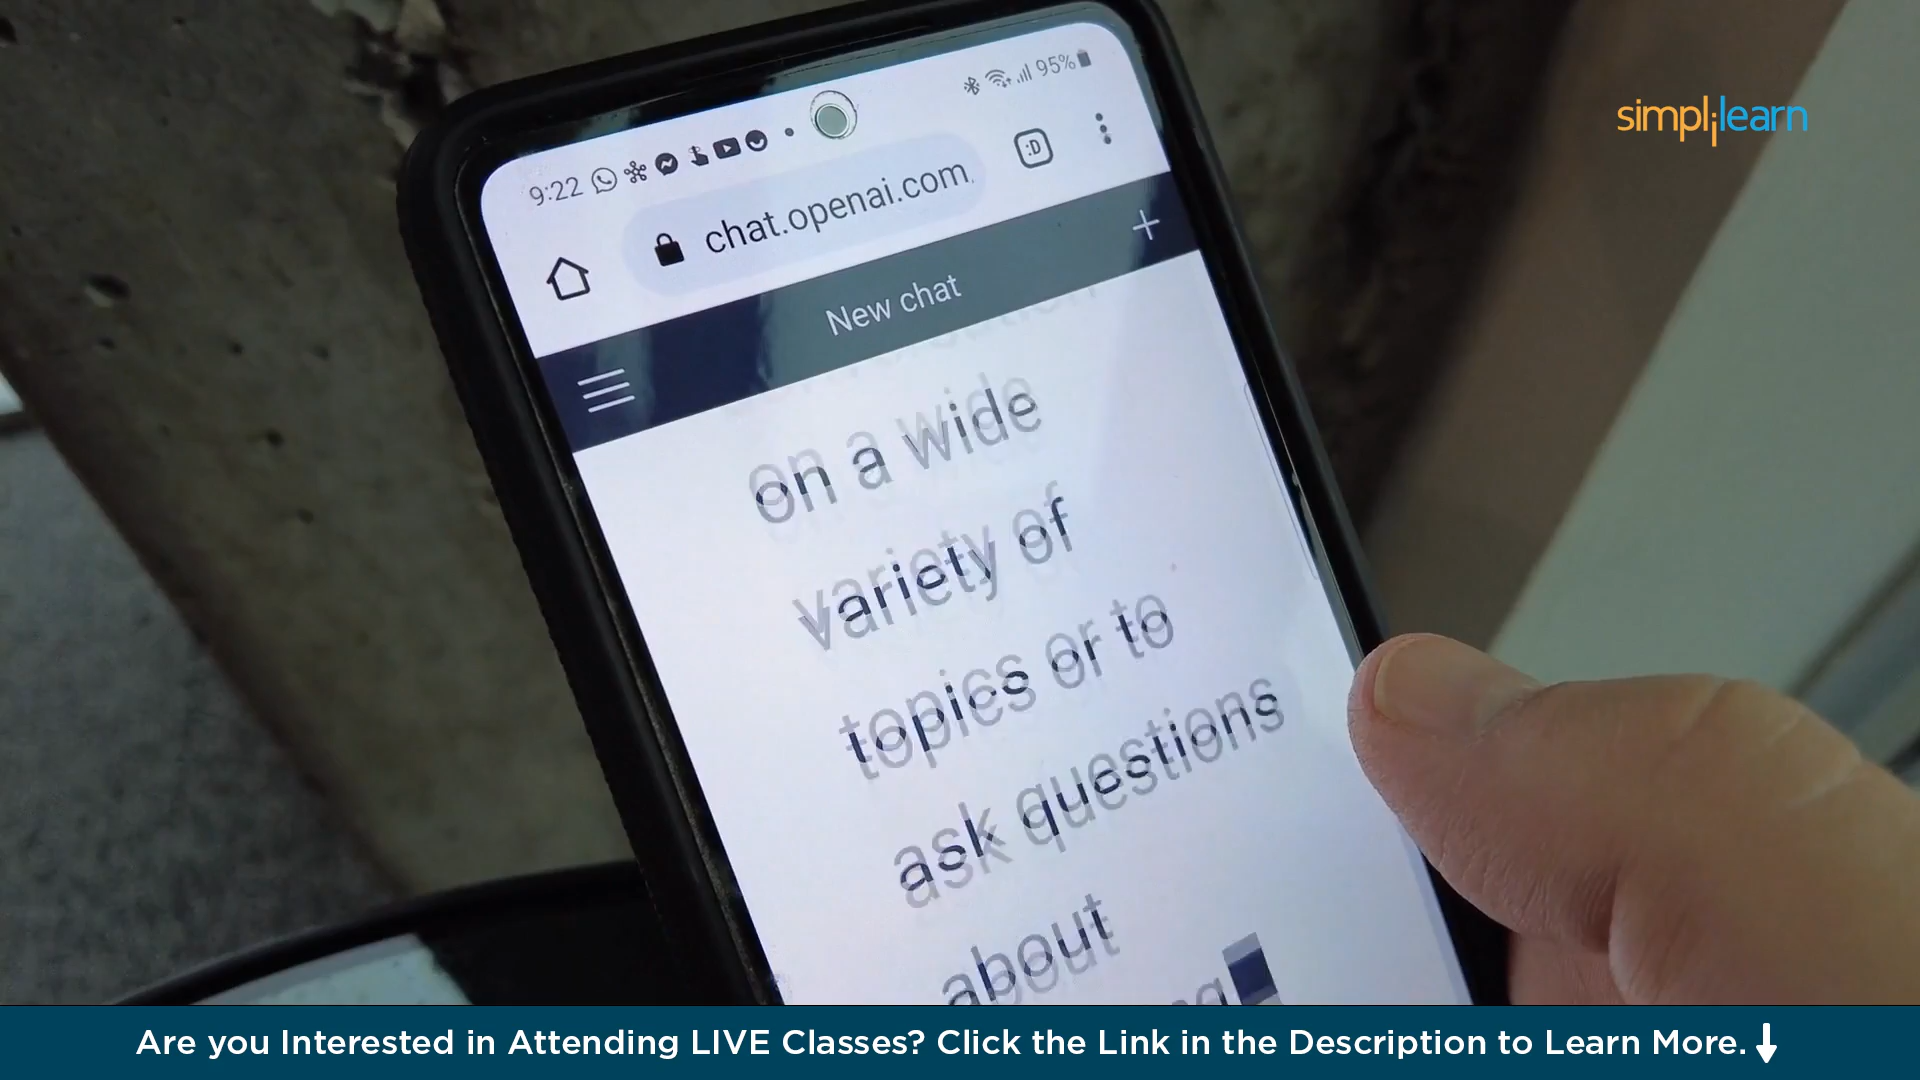 simplilearn
9:22
95%
:D
chat.openai.com
New chat
on a wide
variety of
topics or to
ask questions
about
Are you Interested in Attending LIVE Classes? Click the Link in the Description to Learn More.